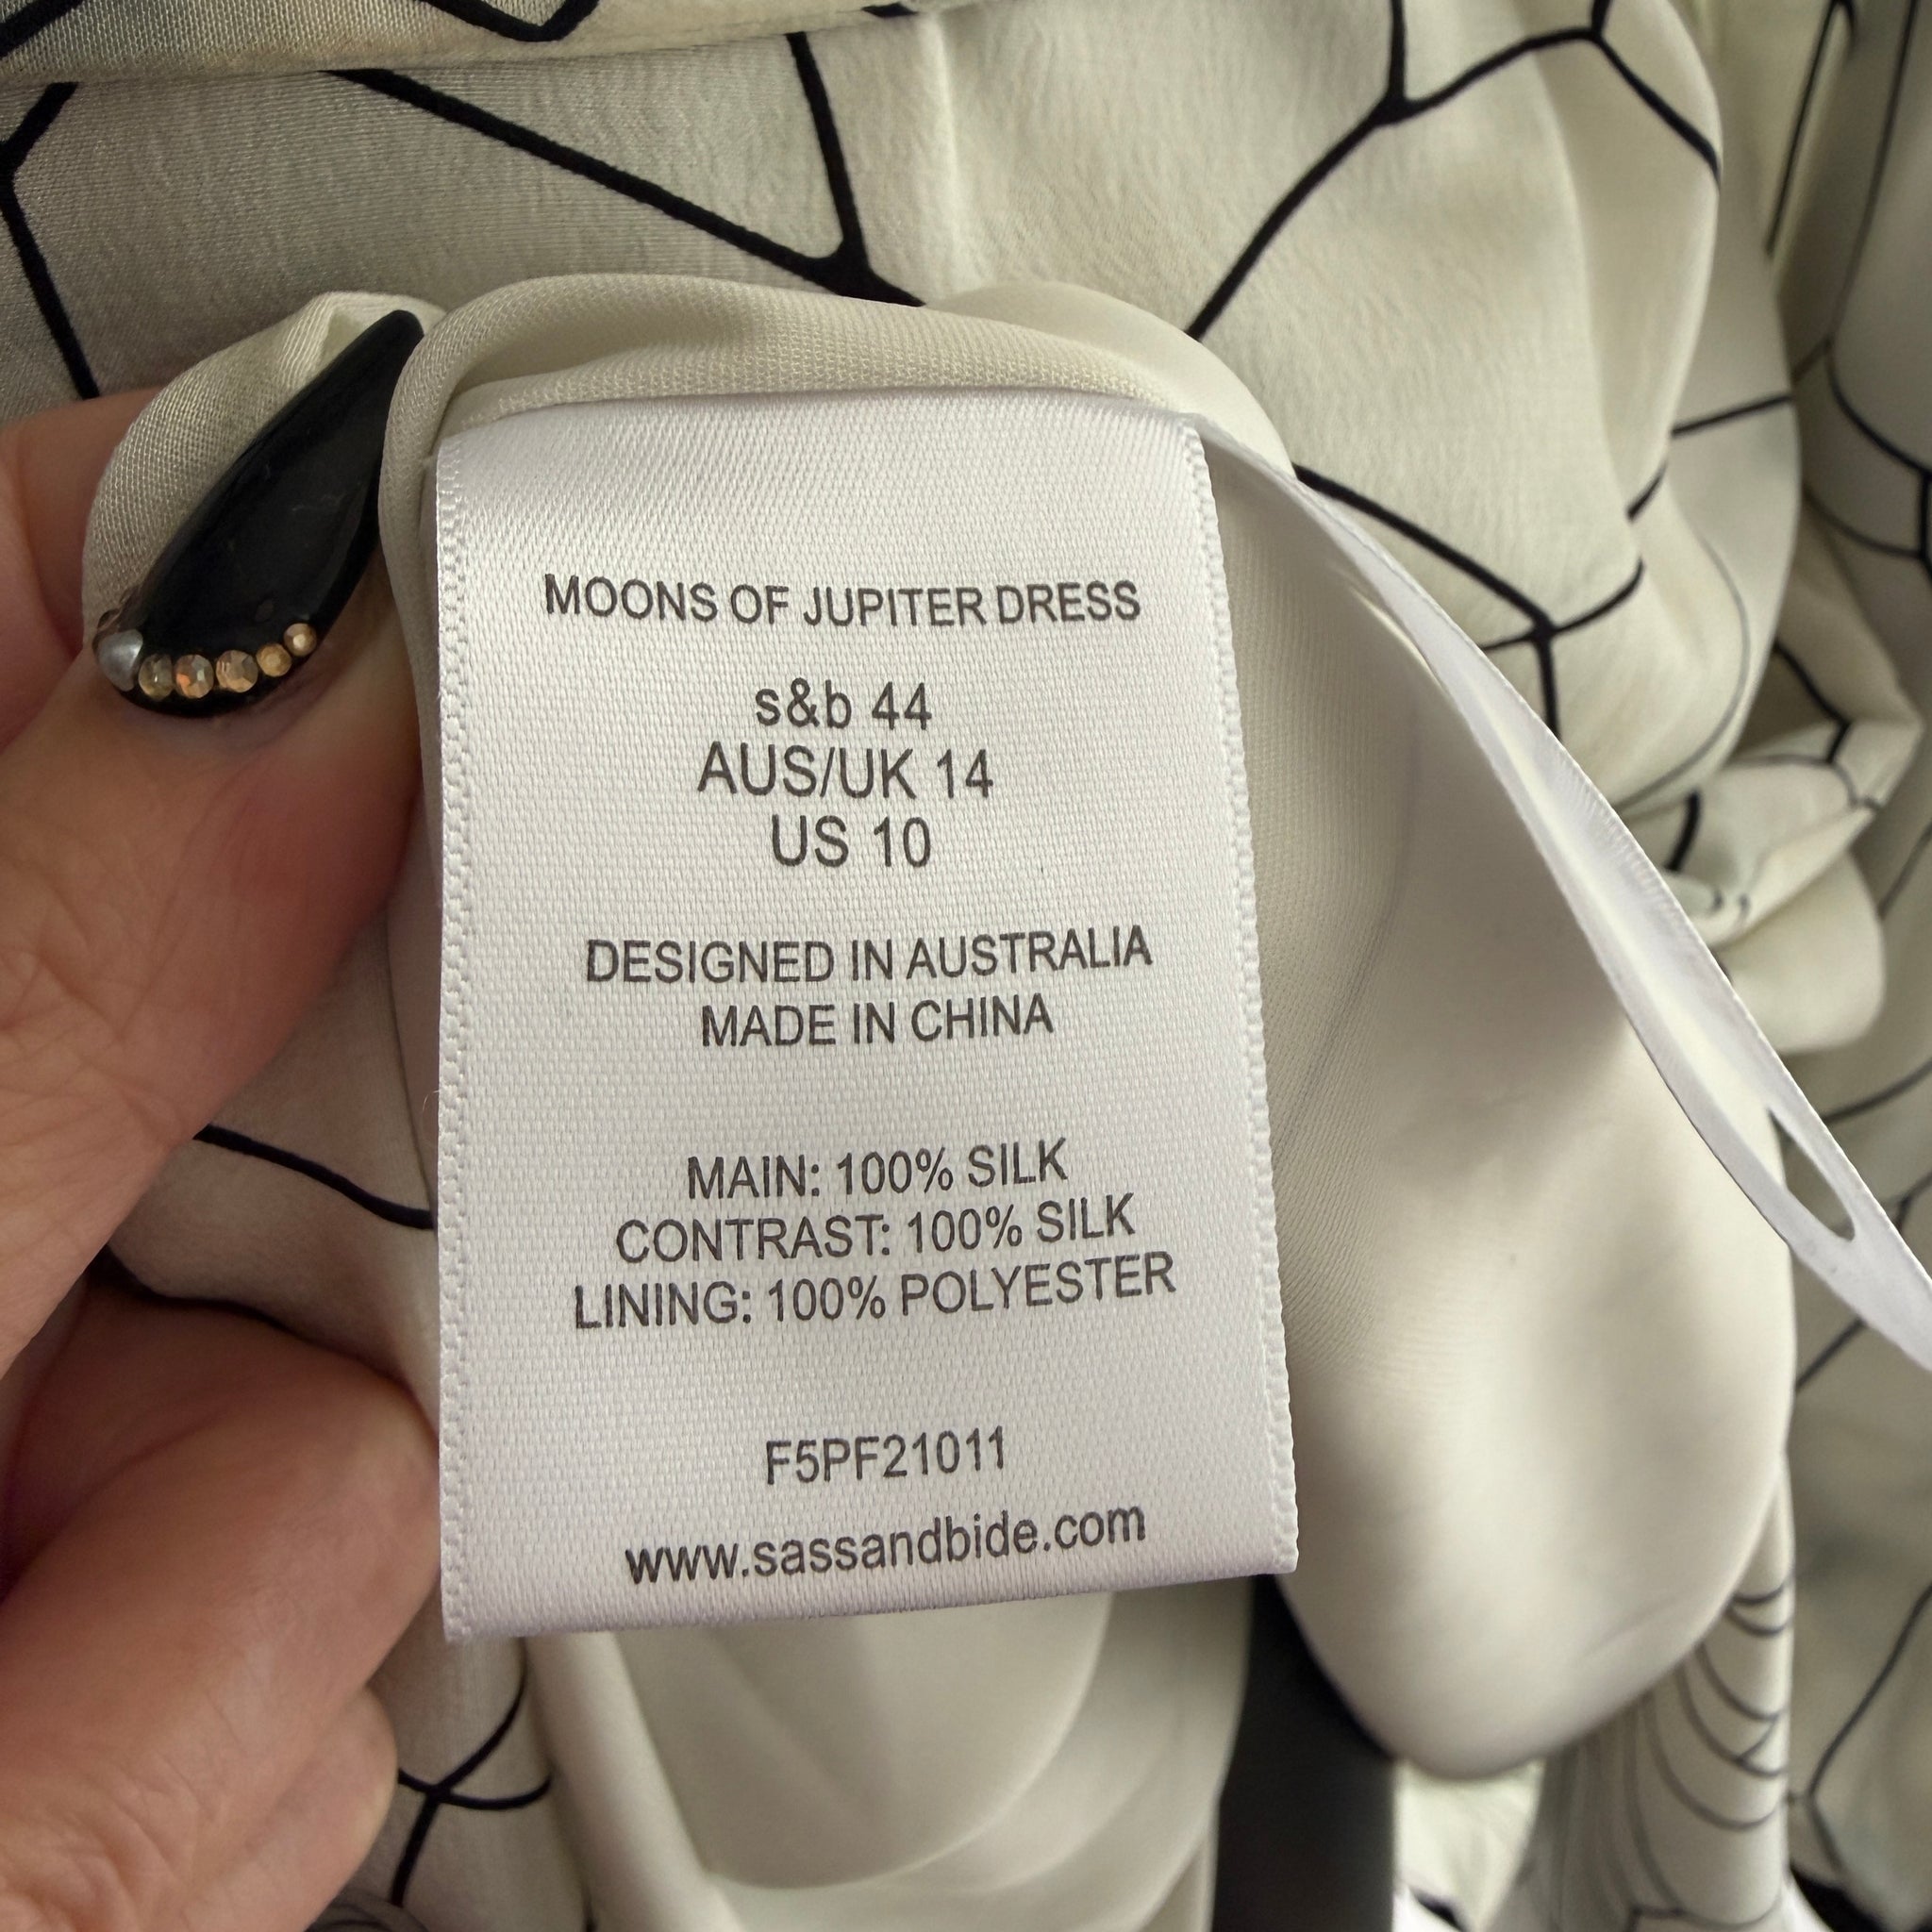 MOONS OF JUPITER DRESS
s&b 44
AUS/UK 14
US 10
DESIGNED IN AUSTRALIA
MADE IN CHINA
MAIN: 100% SILK
CONTRAST: 100% SILK
LINING: 100% POLYESTER
F5PF21011
www.sassandbide.com